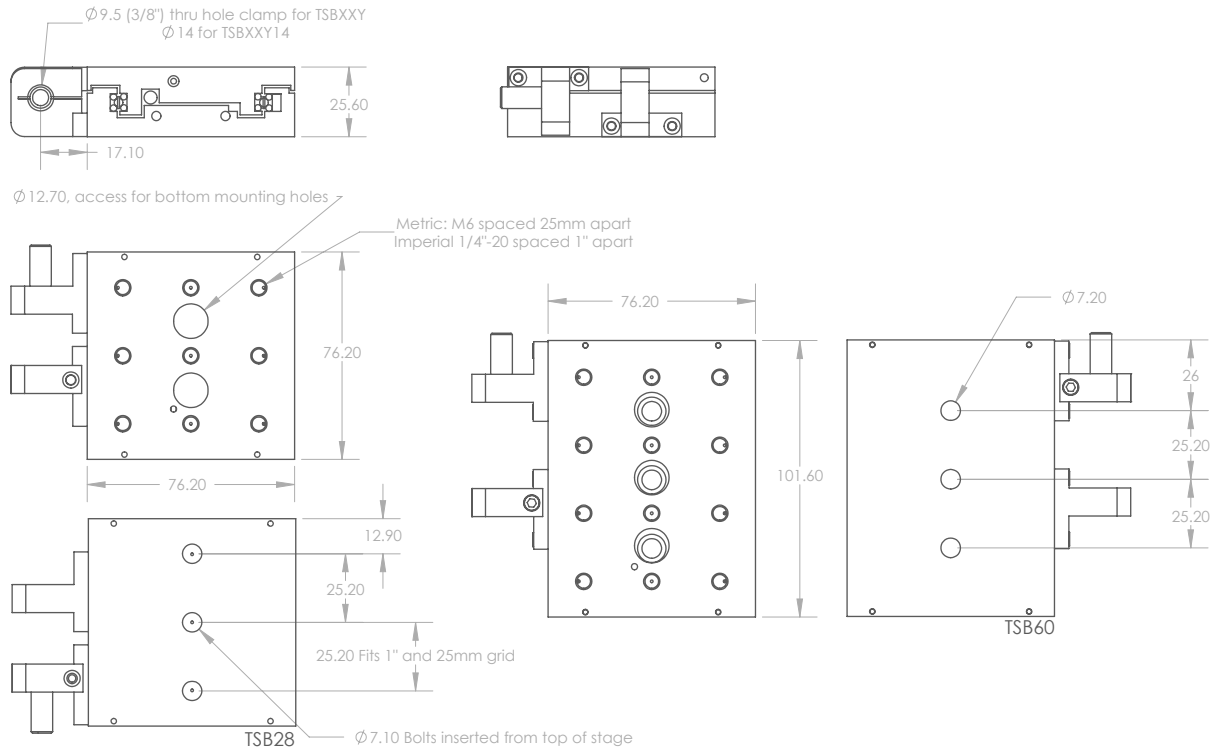 Ø9.5 (3/8") thru hole clamp for TSBXXY
Ø14 for TSBXXY14
25.60
17.10
Ø12.70, access for bottom mounting holes
Metric: M6 spaced 25mm apart
Imperial 1/4"-20 spaced 1" apart
76.20
76.20
76.20
101.60
Ø7.20
26
25.20
25.20
TSB60
12.90
25.20
25.20 Fits 1" and 25mm grid
Ø7.10 Bolts inserted from top of stage
TSB28